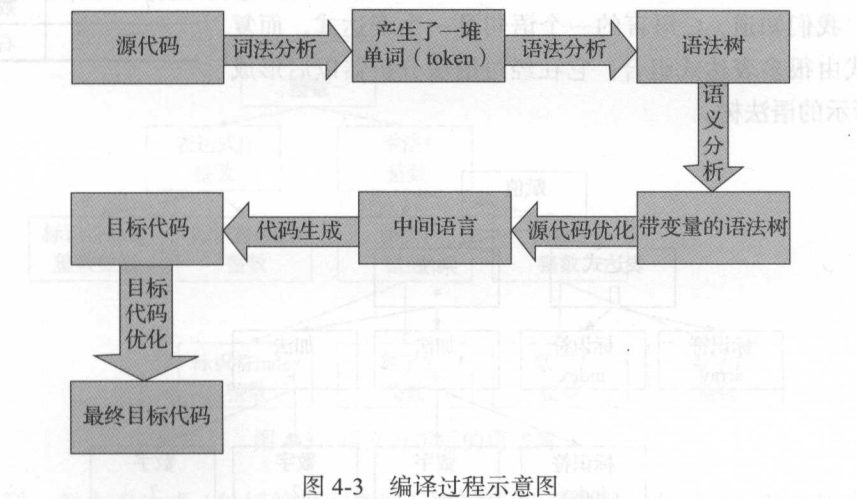 源代码
词法分析
产生了一堆
单词（token）
语法分析
语法树
语
义
分
析
带变量的语法树
源代码优化
中间语言
代码生成
目标代码
目标
代码
优化
最终目标代码
图 4-3 编译过程示意图